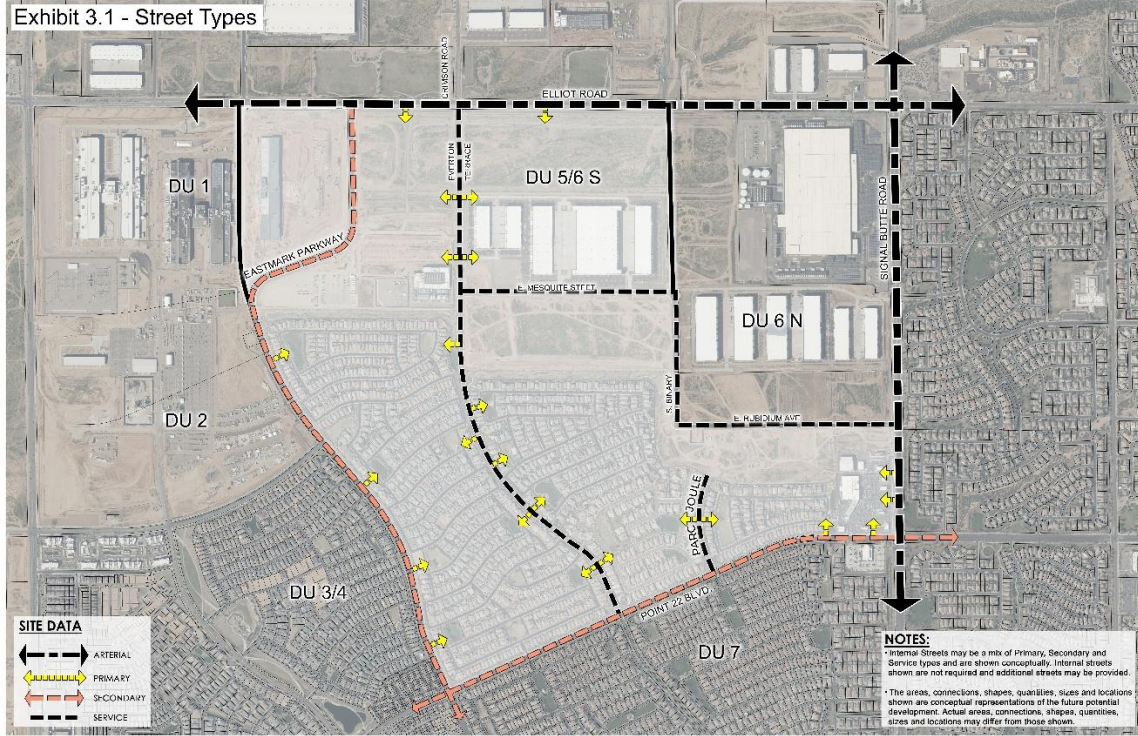 Exhibit 3.1 - Street Types
CRIMSON ROAD
ELLIOT ROAD
DU 1
EVERTON
TERRACE
DU 5/6 S
SIGNAL BUTTE ROAD
EASTMARK PARKWAY
E. MESQUITE STEET
DU 6 N
S. BINARY
DU 2
E. RUBIDIUM AVE
PARC JOULE
DU 3/4
POINT 22 BLVD.
DU 7
SITE DATA
ARTERIAL
PRIMARY
SECONDARY
SERVICE
NOTES:
• Internal Streets may be a mix of Primary, Secondary and
Service types and are shown conceptually. Internal streets
shown are not required and additional streets may be provided.
• The areas, connections, shapes, quantities, sizes and locations
shown are conceptual representations of the future potential
development. Actual areas, connections, shapes, quantities,
sizes and locations may differ from those shown.